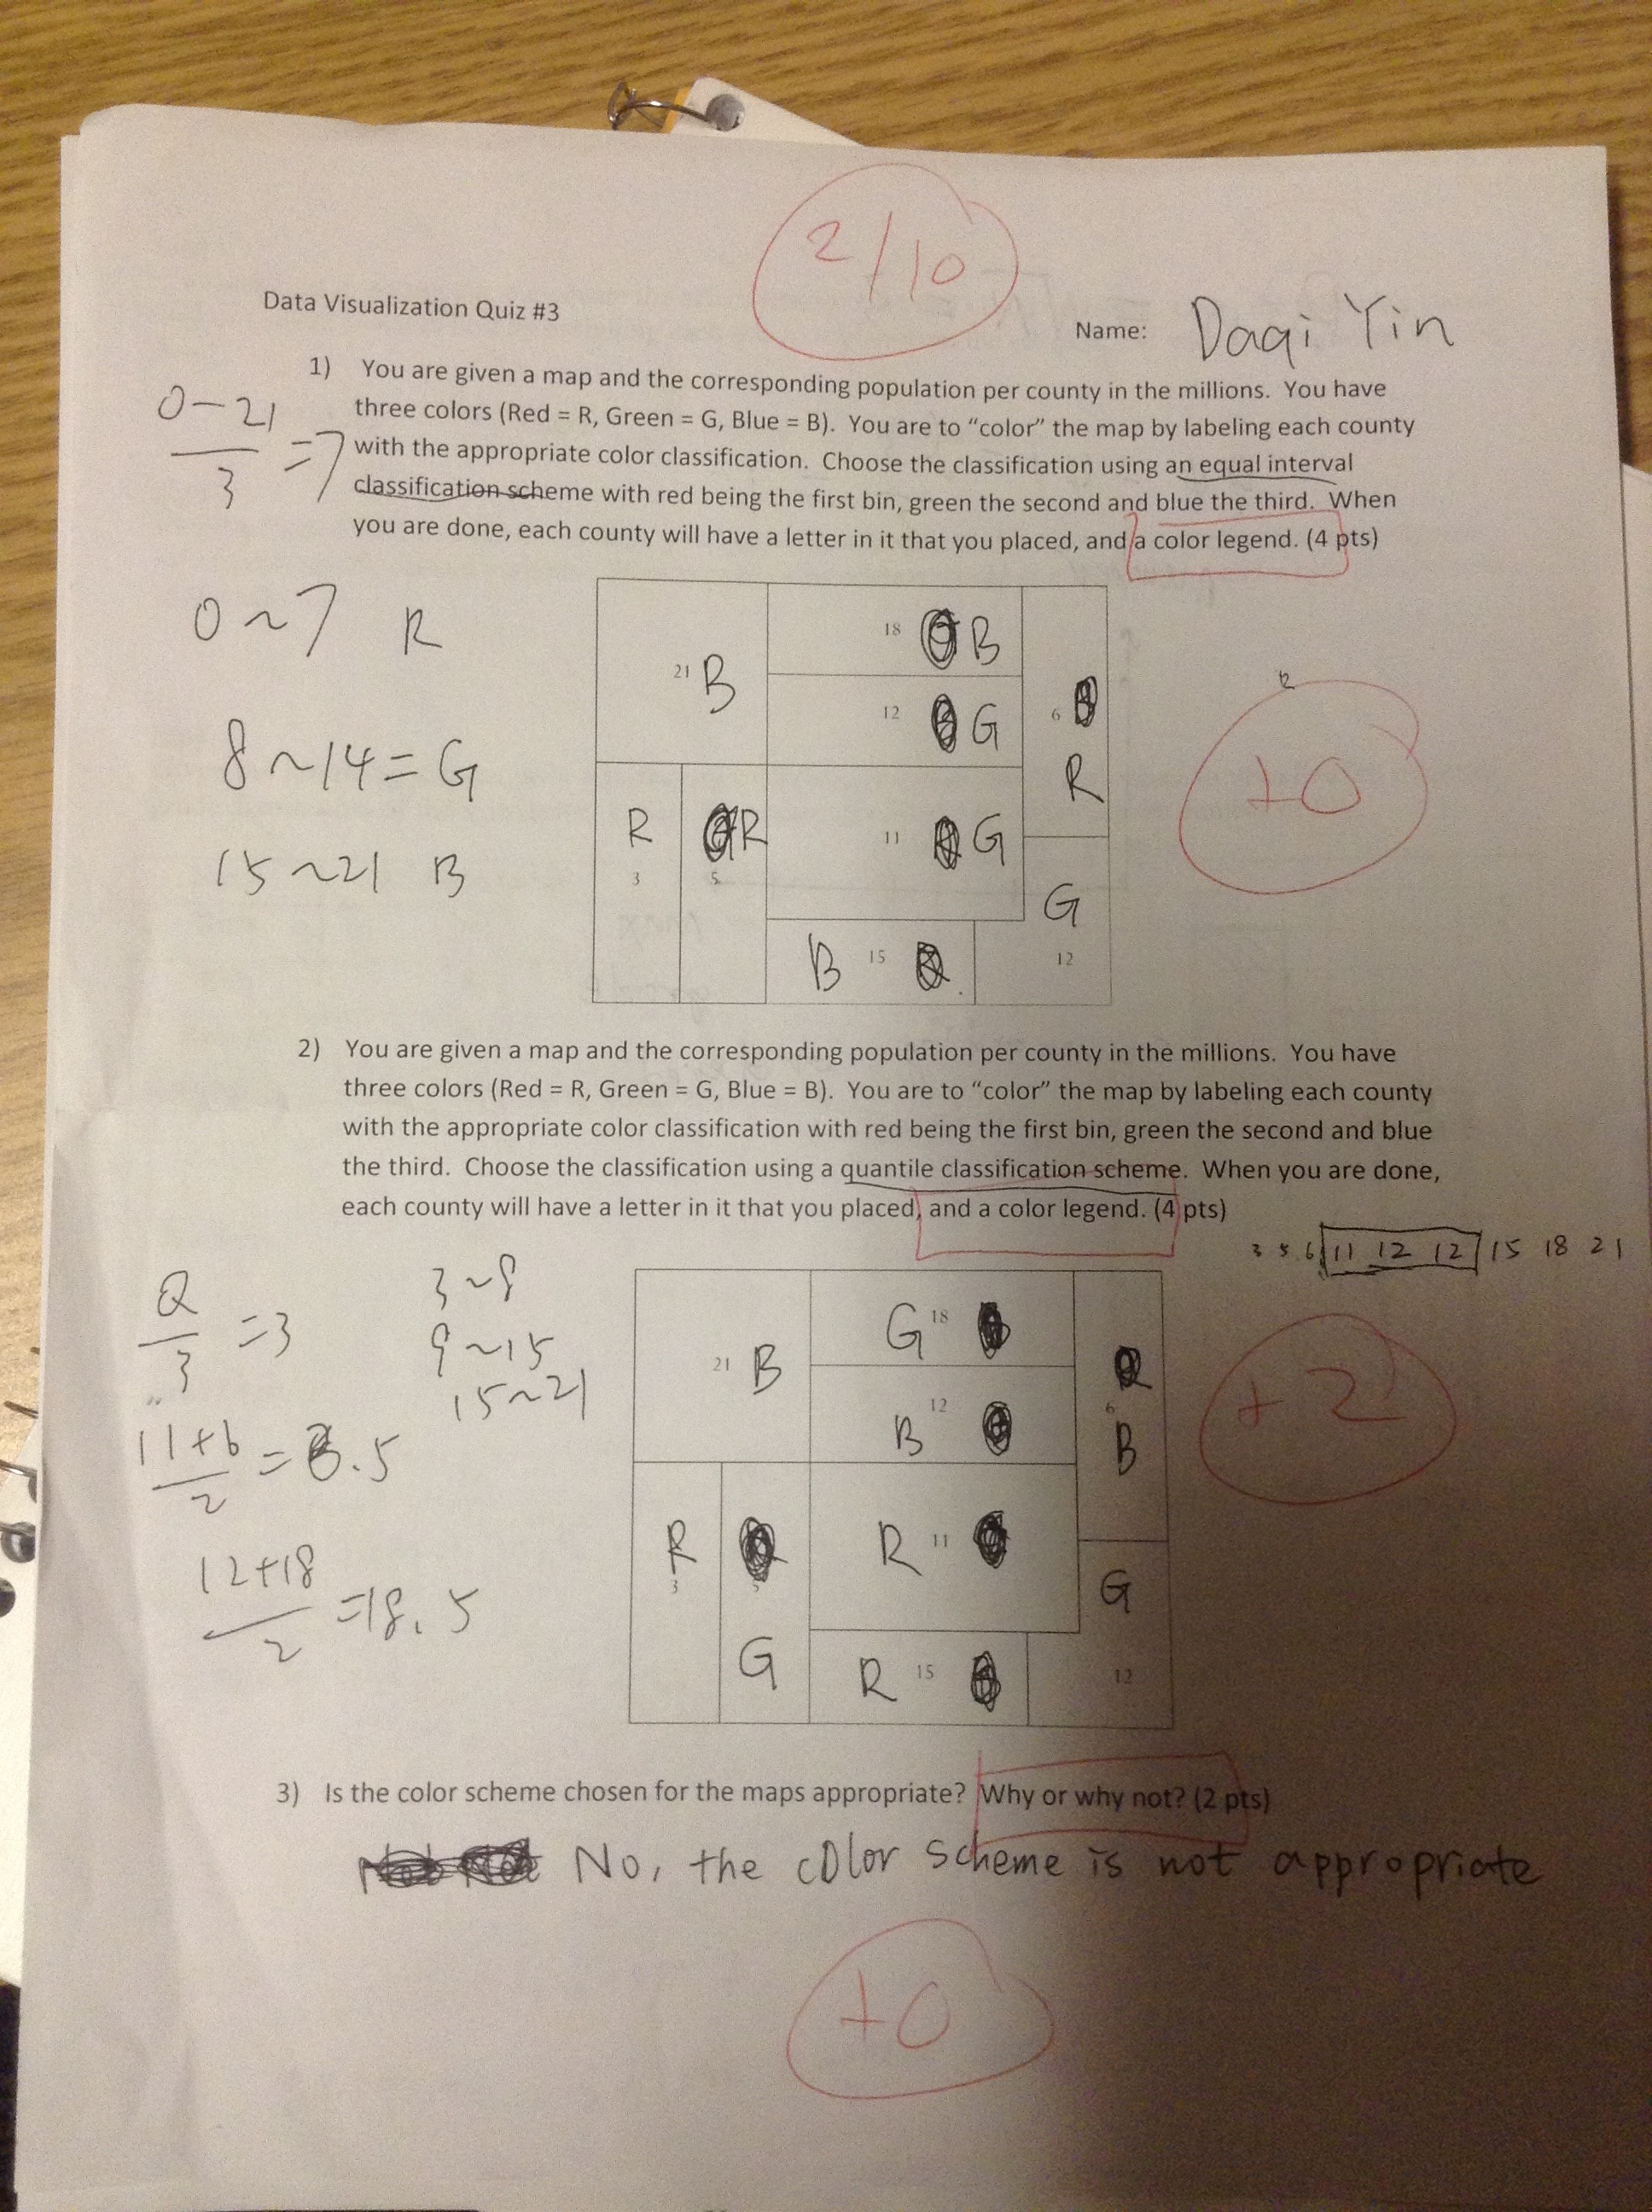 2/10
Data Visualization Quiz #3
Name: Daqi Yin
1) You are given a map and the corresponding population per county in the millions. You have
three colors (Red = R, Green = G, Blue = B). You are to "color" the map by labeling each county
with the appropriate color classification. Choose the classification using an equal interval
classification scheme with red being the first bin, green the second and blue the third. When
you are done, each county will have a letter in it that you placed, and a color legend. (4 pts)
0-21
3
=7
0~7 R
8~14=G
15~21 B
18 B
21 B
12 G
6
R
R
R
11 G
3
5
G
B 15
12
+0
2) You are given a map and the corresponding population per county in the millions. You have
three colors (Red = R, Green = G, Blue = B). You are to "color" the map by labeling each county
with the appropriate color classification with red being the first bin, green the second and blue
the third. Choose the classification using a quantile classification scheme. When you are done,
each county will have a letter in it that you placed, and a color legend. (4 pts)
3 5 6 11 12 12 15 18 21
=3
3
3~8
9~15
15~21
11+6
2
.5
12+18
2
=18.5
G 18
21 B
12
B
6
B
R
3
5
R 11
G
G
R 15
12
+2
3) Is the color scheme chosen for the maps appropriate? Why or why not? (2 pts)
No, the color scheme is not appropriate
+0